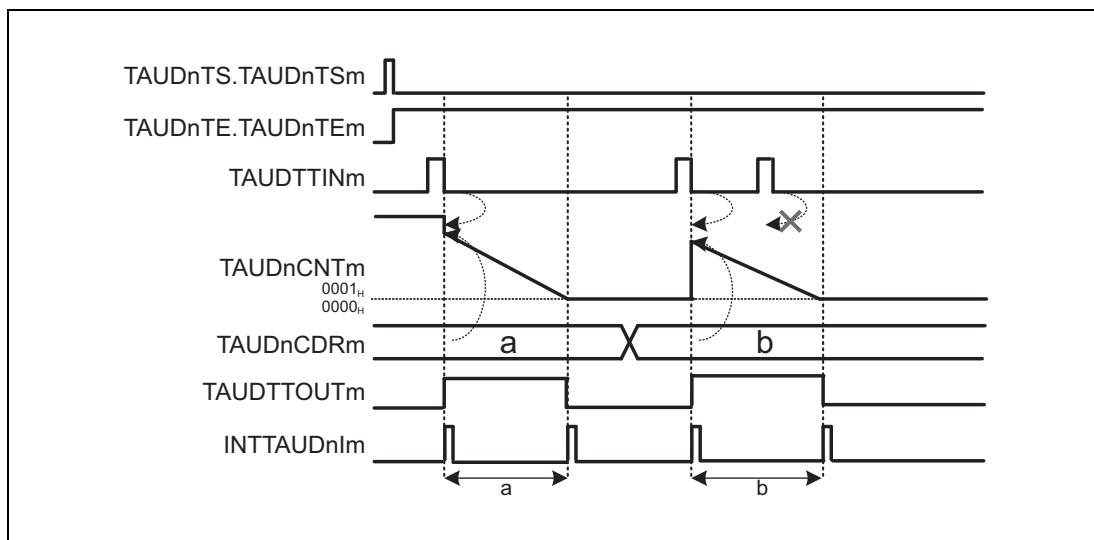 TAUDnTS.TAUDnTSm
TAUDnTE.TAUDnTEm
TAUDTTINm
TAUDnCNTm
0001H
0000H
TAUDnCDRm
a
b
TAUDTTOUTm
INTTAUDnIm
a
b